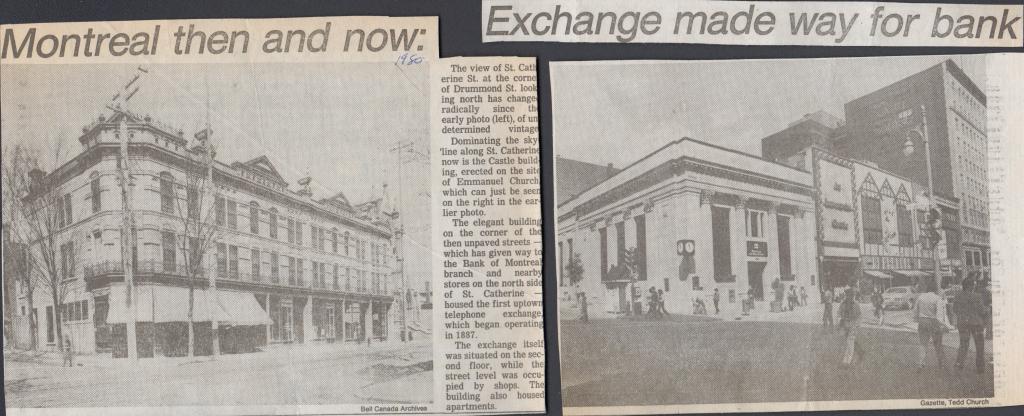 Montreal then and now:
Exchange made way for bank
1980
The view of St. Cath
erine St. at the corne
of Drummond St. look
ing north has change
radically since the
early photo (left), of un
determined vintage
Dominating the sky
line along St. Catherine
now is the Castle build-
ing, erected on the site
of Emmanuel Church,
which can just be seen
on the right in the ear-
lier photo.
The elegant building
on the corner of the
then unpaved streets —
which has given way to
the Bank of Montreal
branch and nearby
stores on the north side
of St. Catherine —
housed the first uptown
telephone exchange,
which began operating
in 1887.
The exchange itself
was situated on the sec-
ond floor, while the
street level was occu-
pied by shops. The
building also housed
apartments.
Bell Canada Archives
Gazette, Tedd Church